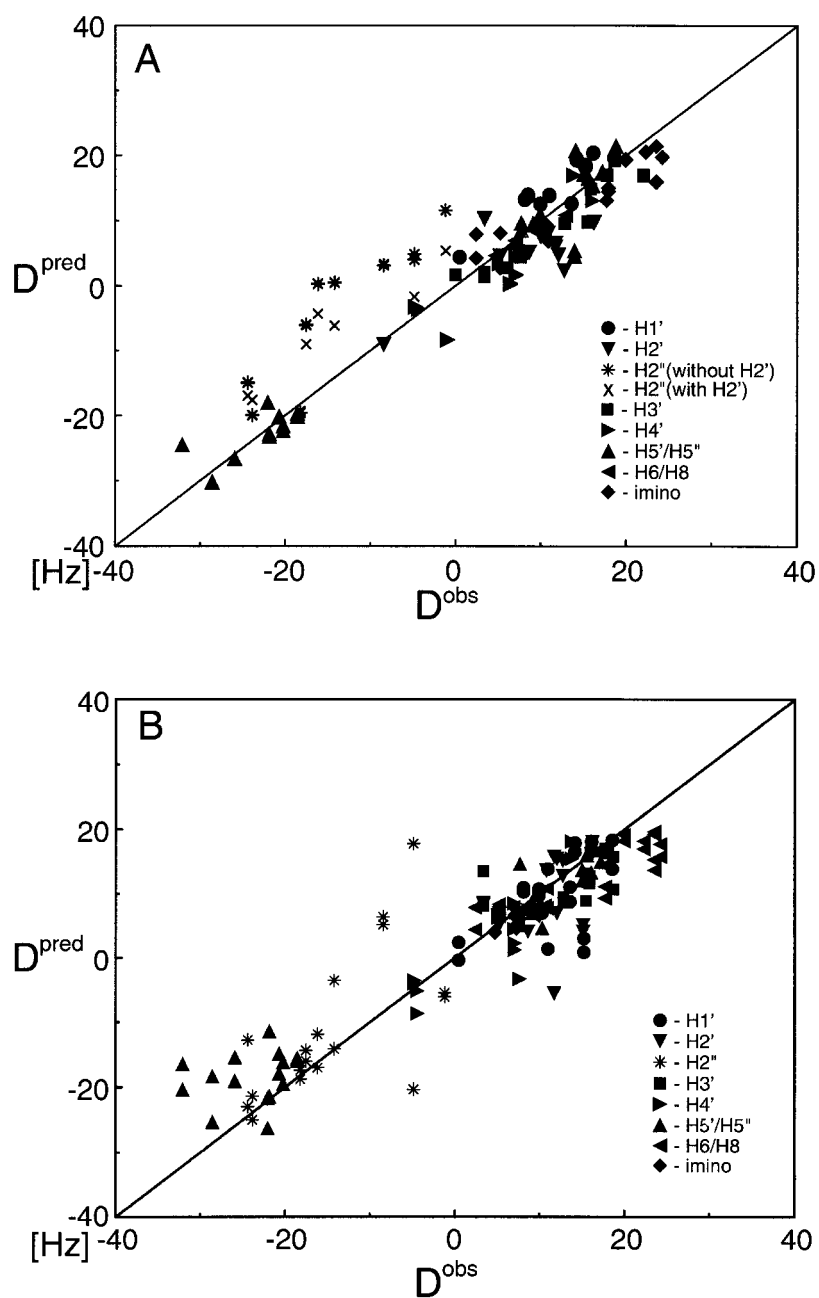 40
A
20
D^pred
0
-20
-40
[Hz] -40 -20 0 20 40
D^obs
● - H1'
▼ - H2'
✳ - H2"(without H2')
× - H2"(with H2')
■ - H3'
▶ - H4'
▲ - H5'/H5"
◀ - H6/H8
◆ - imino
40
B
20
D^pred
0
-20
-40
[Hz] -40 -20 0 20 40
D^obs
● - H1'
▼ - H2'
✳ - H2"
■ - H3'
▶ - H4'
▲ - H5'/H5"
◀ - H6/H8
◆ - imino